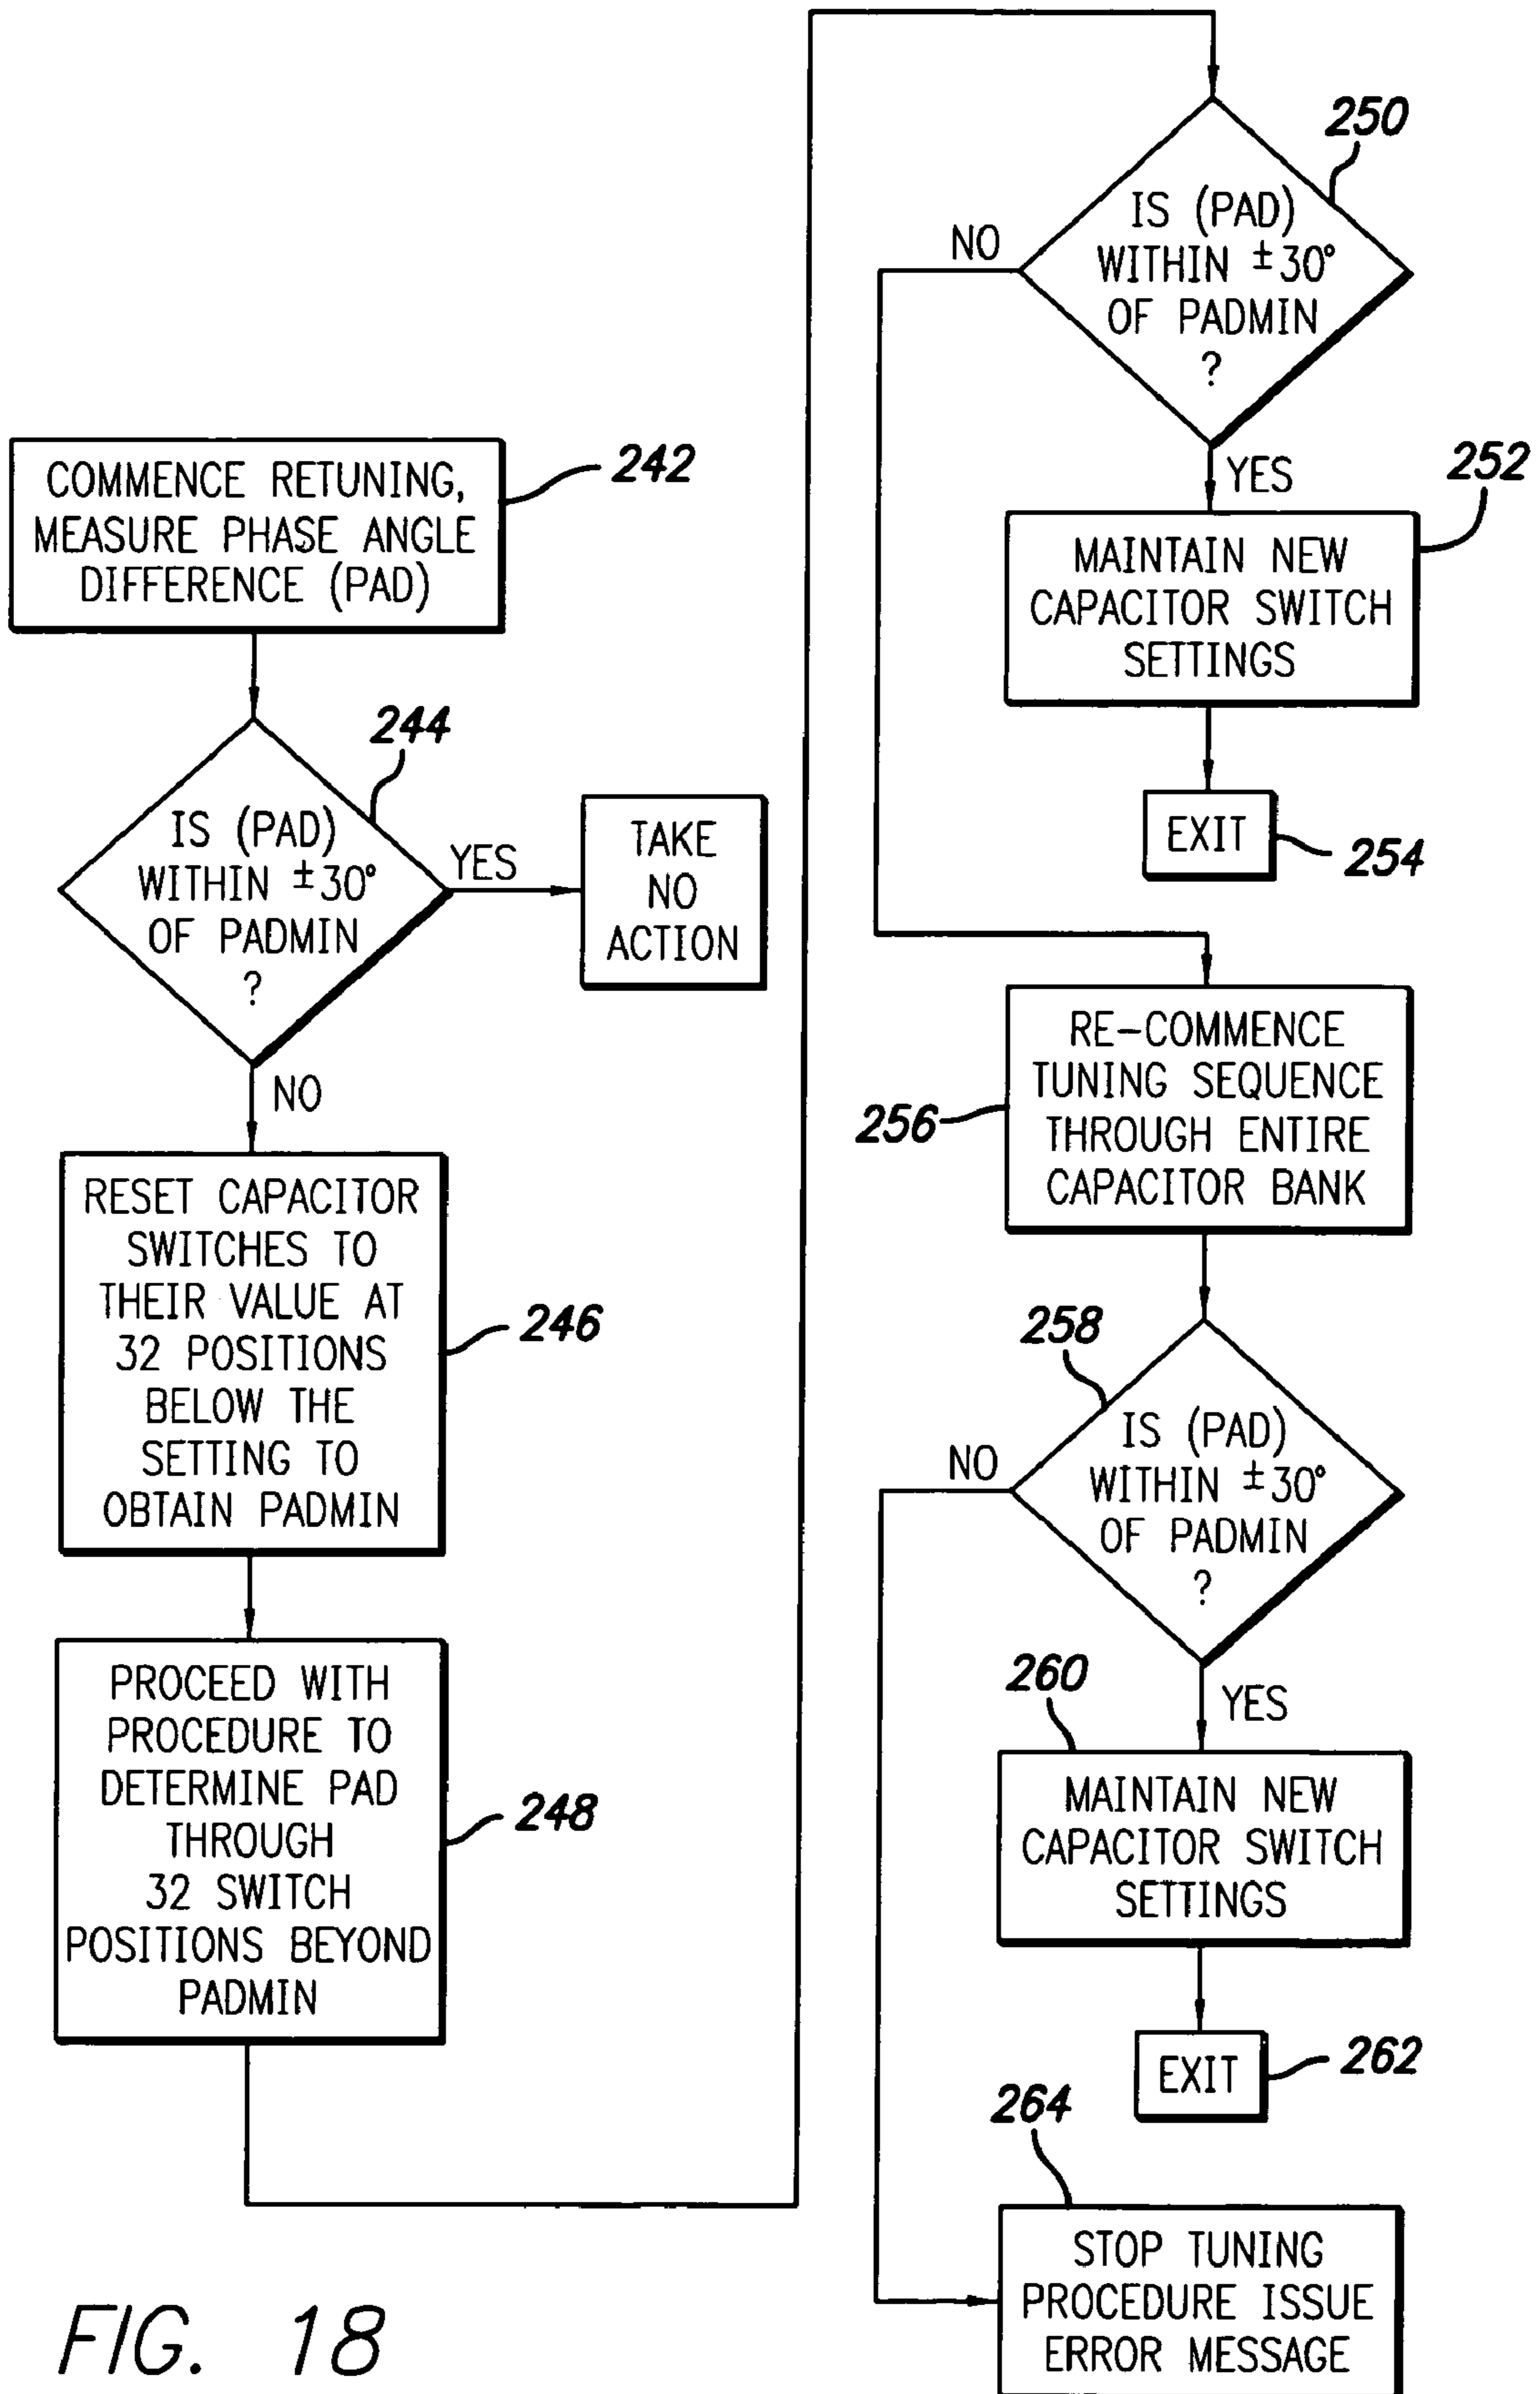 COMMENCE RETUNING,
MEASURE PHASE ANGLE
DIFFERENCE (PAD)
242
244
IS (PAD)
WITHIN ±30°
OF PADMIN
?
YES
TAKE
NO
ACTION
NO
RESET CAPACITOR
SWITCHES TO
THEIR VALUE AT
32 POSITIONS
BELOW THE
SETTING TO
OBTAIN PADMIN
246
PROCEED WITH
PROCEDURE TO
DETERMINE PAD
THROUGH
32 SWITCH
POSITIONS BEYOND
PADMIN
248
250
IS (PAD)
WITHIN ±30°
OF PADMIN
?
NO
YES
252
MAINTAIN NEW
CAPACITOR SWITCH
SETTINGS
EXIT
254
RE-COMMENCE
TUNING SEQUENCE
THROUGH ENTIRE
CAPACITOR BANK
256
258
IS (PAD)
WITHIN ±30°
OF PADMIN
?
NO
YES
260
MAINTAIN NEW
CAPACITOR SWITCH
SETTINGS
EXIT
262
264
STOP TUNING
PROCEDURE ISSUE
ERROR MESSAGE
FIG. 18